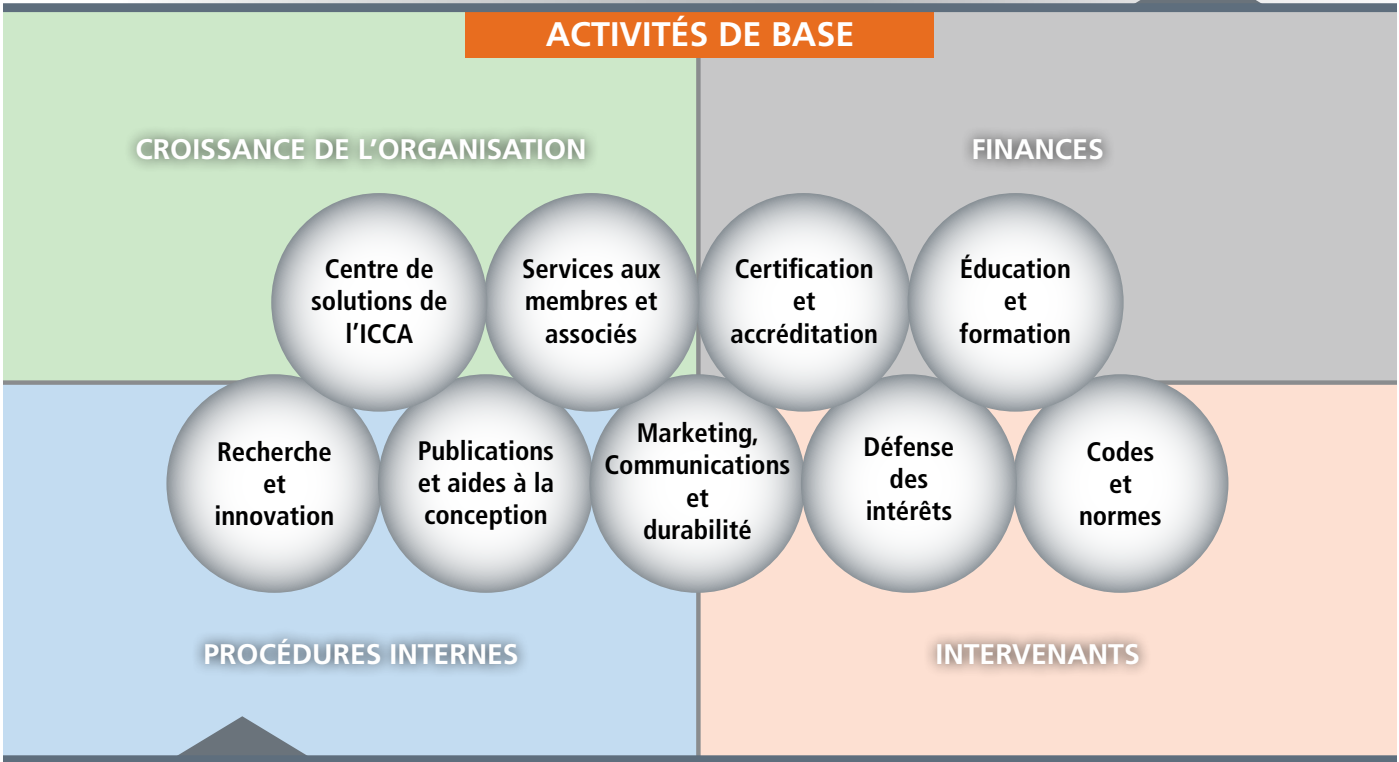 ACTIVITÉS DE BASE
CROISSANCE DE L’ORGANISATION
FINANCES
Centre de
solutions de
l’ICCA
Services aux
membres et
associés
Certification
et
accréditation
Éducation
et
formation
Recherche
et
innovation
Publications
et aides à la
conception
Marketing,
Communications
et
durabilité
Défense
des
intérêts
Codes
et
normes
PROCÉDURES INTERNES
INTERVENANTS